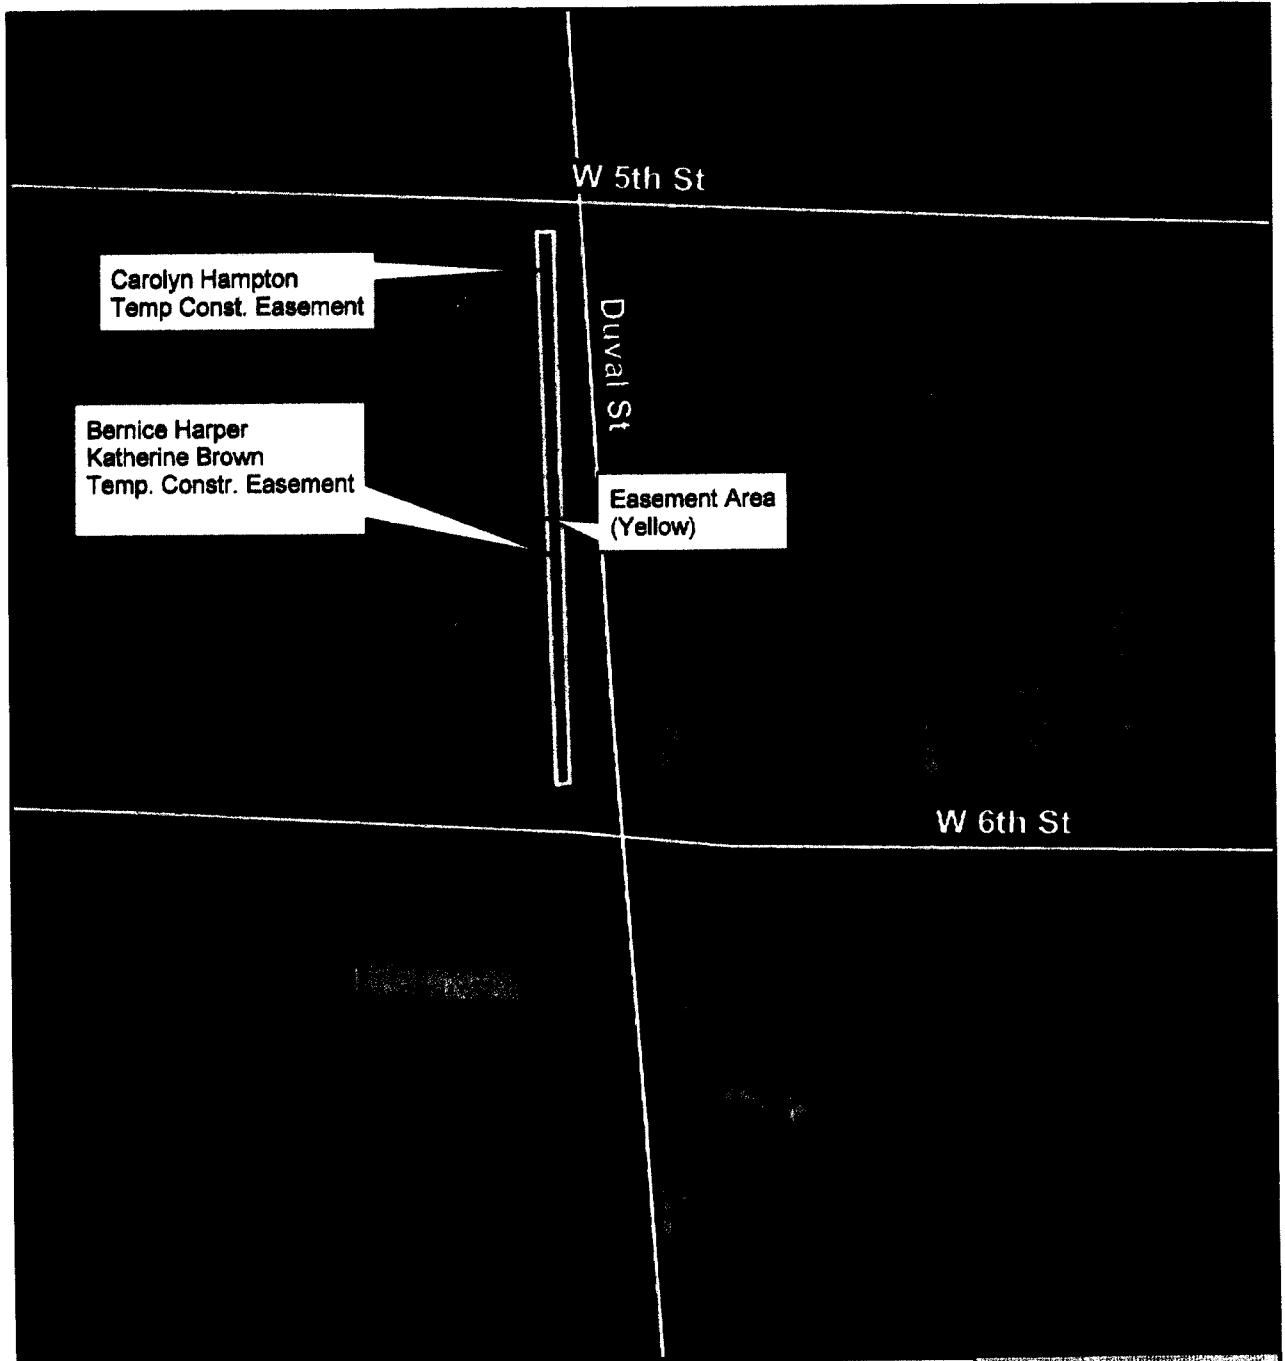 W 5th St
Carolyn Hampton
Temp Const. Easement
Duval St
Bernice Harper
Katherine Brown
Temp. Constr. Easement
Easement Area
(Yellow)
W 6th St